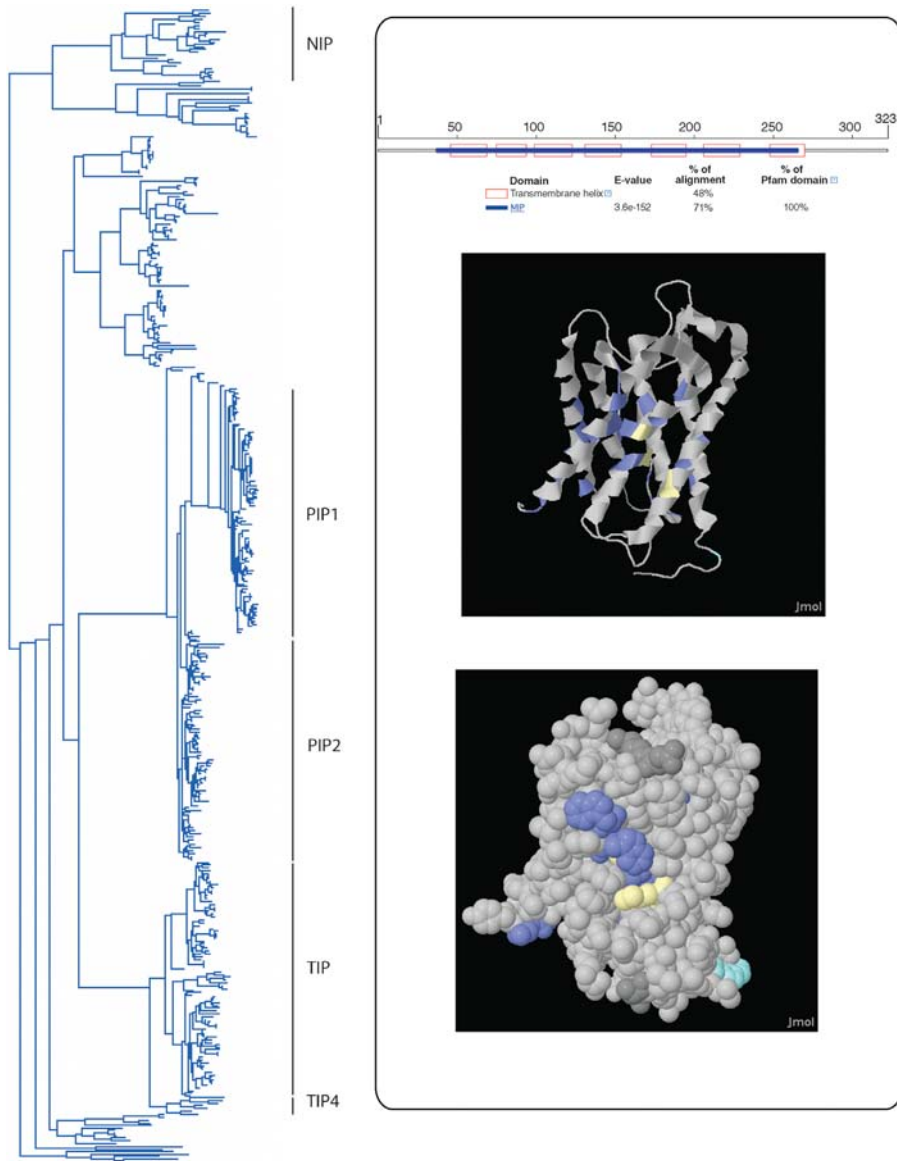 NIP
PIP1
PIP2
TIP
TIP4
1 50 100 150 200 250 300 323
Domain E-value % of alignment % of Pfam domain [?]
Transmembrane helix [?] 48%
MIP 3.6e-152 71% 100%
Jmol
Jmol